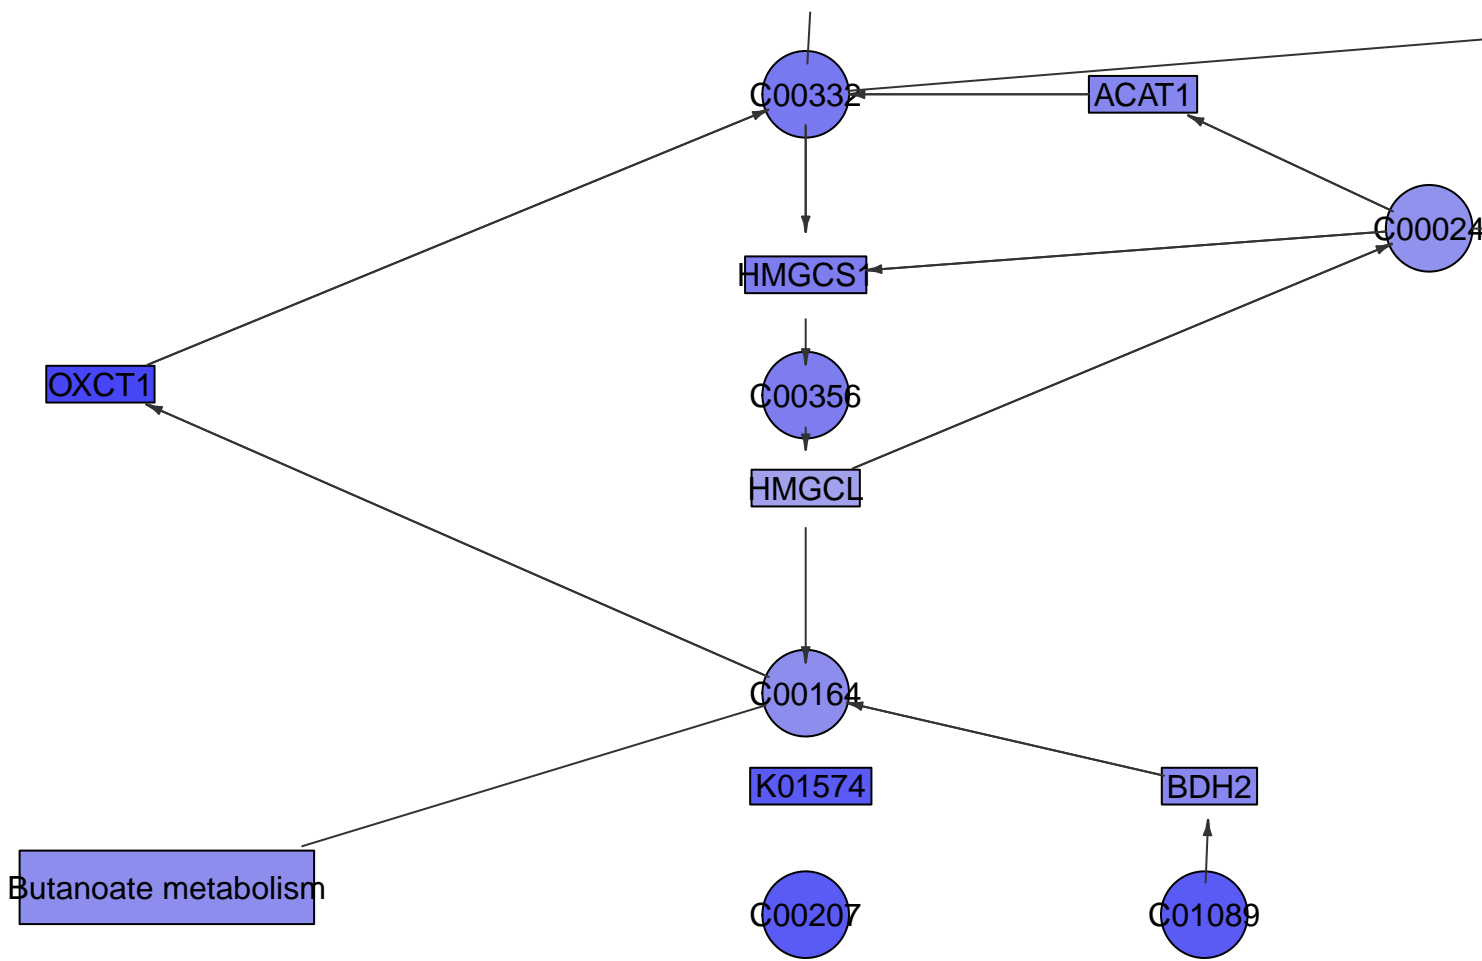 C00332
ACAT1
C00024
HMGCS1
OXCT1
C00356
HMGCL
C00164
K01574
BDH2
Butanoate metabolism
C00207
C01089